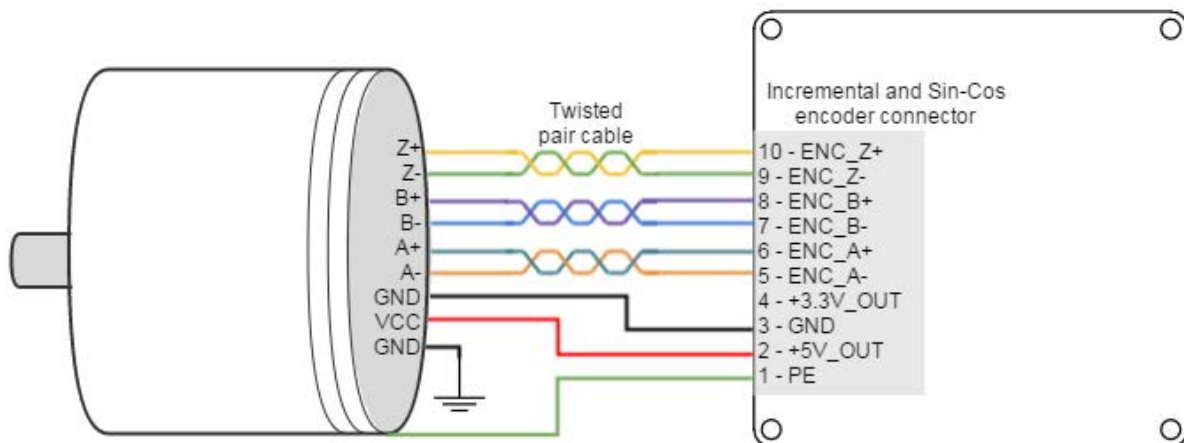 Incremental and Sin-Cos
encoder connector
Twisted
pair cable
Z+
Z-
B+
B-
A+
A-
GND
VCC
GND
10 - ENC_Z+
9 - ENC_Z-
8 - ENC_B+
7 - ENC_B-
6 - ENC_A+
5 - ENC_A-
4 - +3.3V_OUT
3 - GND
2 - +5V_OUT
1 - PE